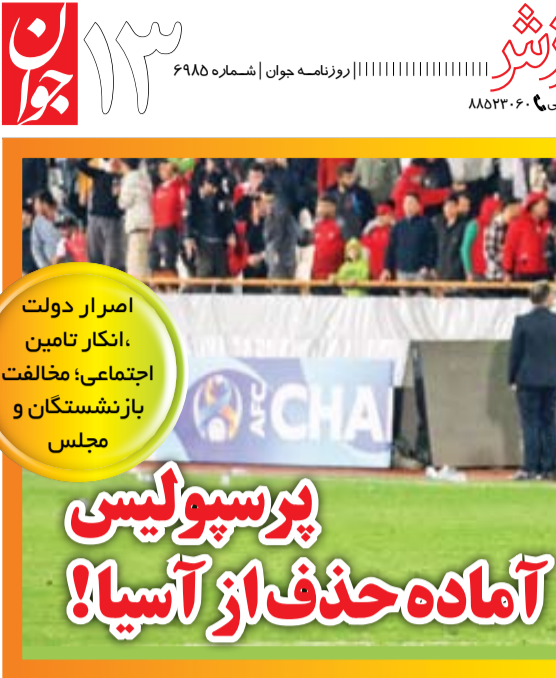 جوان
۱۳
روزنامه جوان | شماره ۶۹۸۵
۸۸۵۲۳۰۶۰
اصرار دولت
،انکار تامین
اجتماعی؛ مخالفت
بازنشستگان و
مجلس
AFC CHA
پرسپولیس
آماده حذف از آسیا!